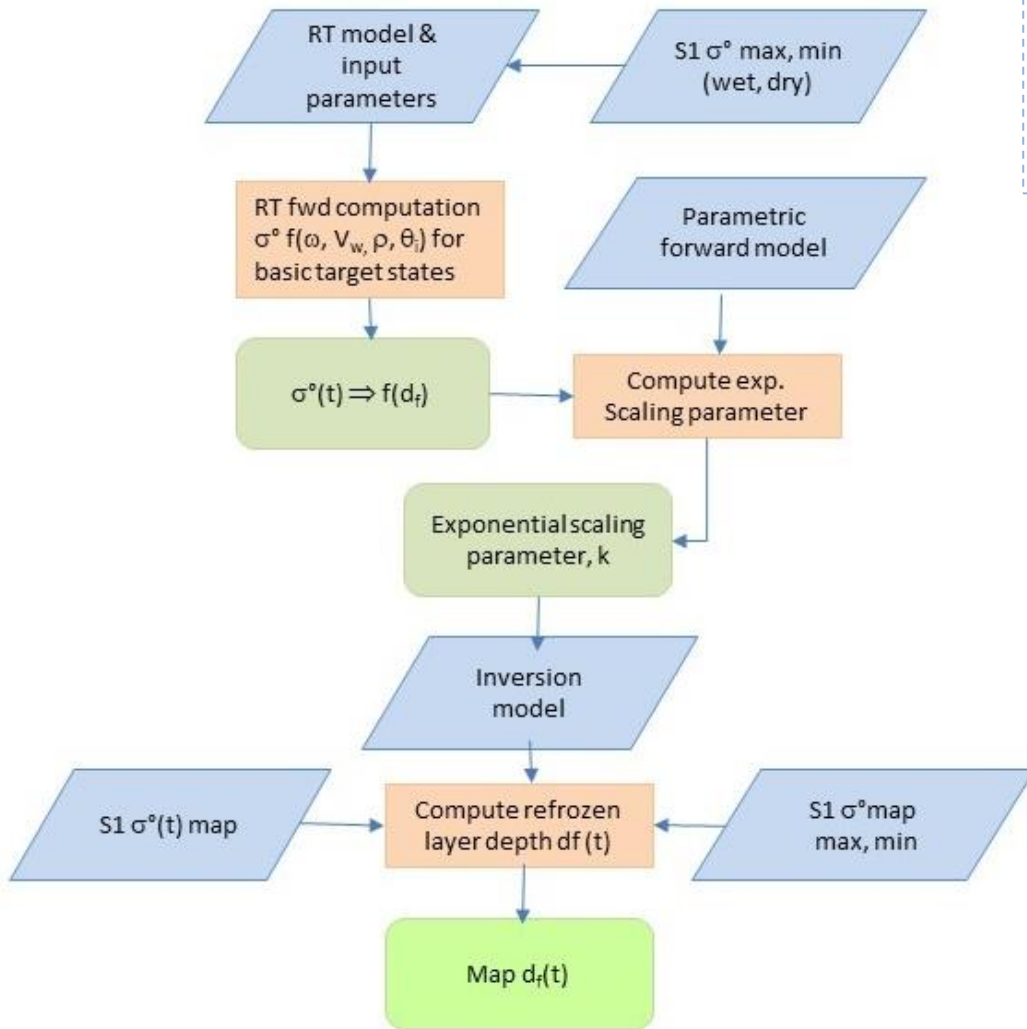 RT model &
input
parameters
S1 σ° max, min
(wet, dry)
RT fwd computation
σ° f(ω, Vw, ρ, θi) for
basic target states
Parametric
forward model
σ°(t) ⇒ f(df)
Compute exp.
Scaling parameter
Exponential scaling
parameter, k
Inversion
model
S1 σ°(t) map
Compute refrozen
layer depth df (t)
S1 σ°map
max, min
Map df(t)